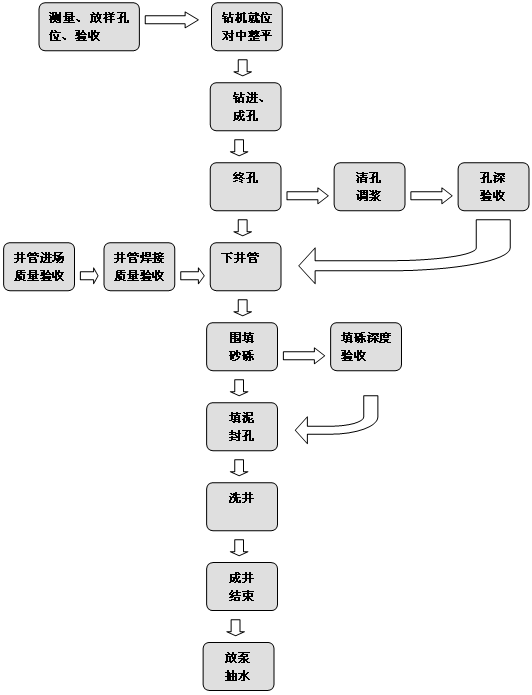 测量、放样孔
位、验收
钻机就位
对中整平
钻进、
成孔
终孔
清孔
调浆
孔深
验收
井管进场
质量验收
井管焊接
质量验收
下井管
围填
砂砾
填砾深度
验收
填泥
封孔
洗井
成井
结束
放泵
抽水